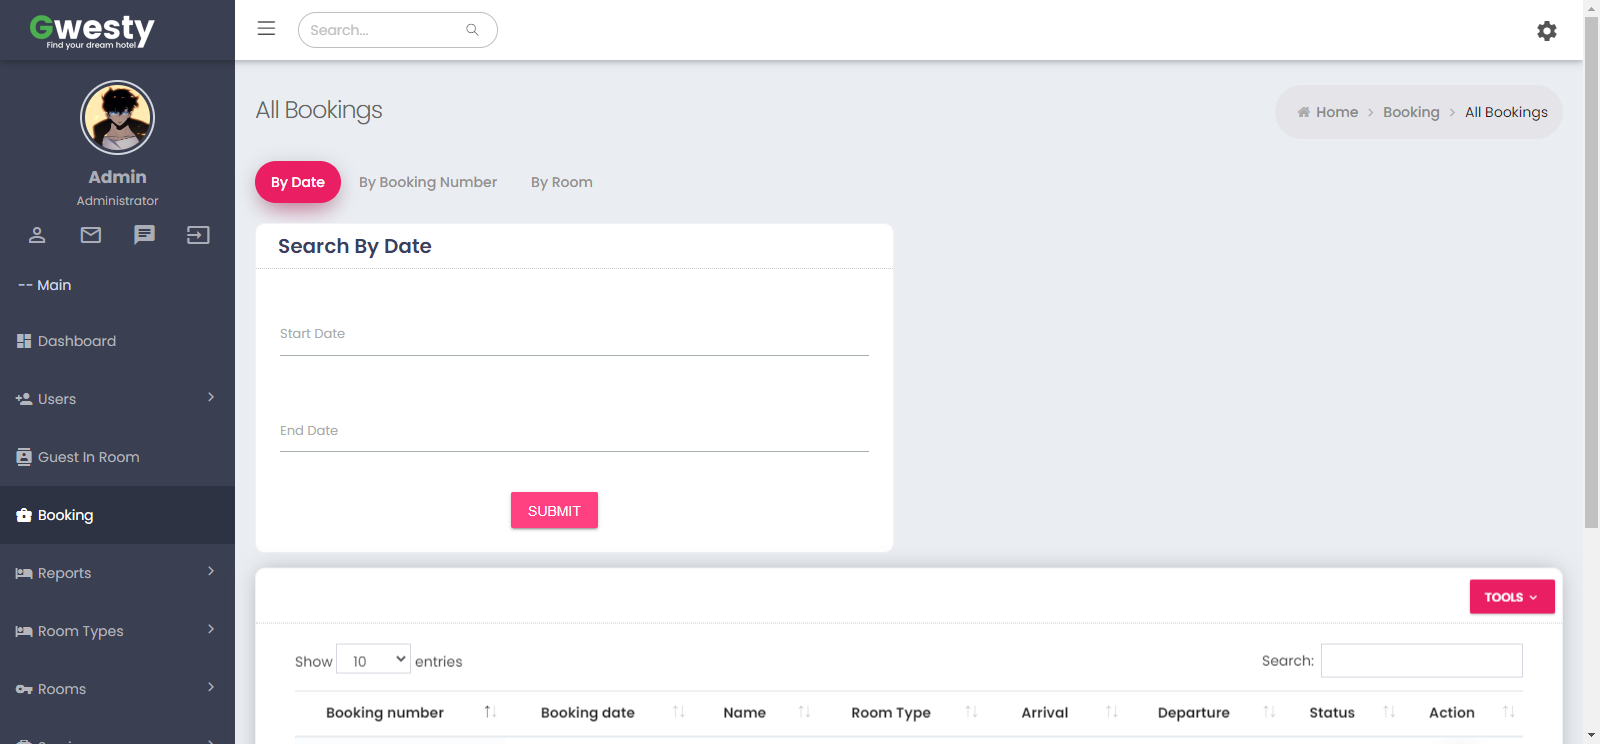 Gwesty
Find your dream hotel
Search...
Admin
Administrator
-- Main
Dashboard
Users
Guest In Room
Booking
Reports
Room Types
Rooms
All Bookings
Home > Booking > All Bookings
By Date By Booking Number By Room
Search By Date
Start Date
End Date
SUBMIT
TOOLS
Show 10 entries
Search:
Booking number Booking date Name Room Type Arrival Departure Status Action